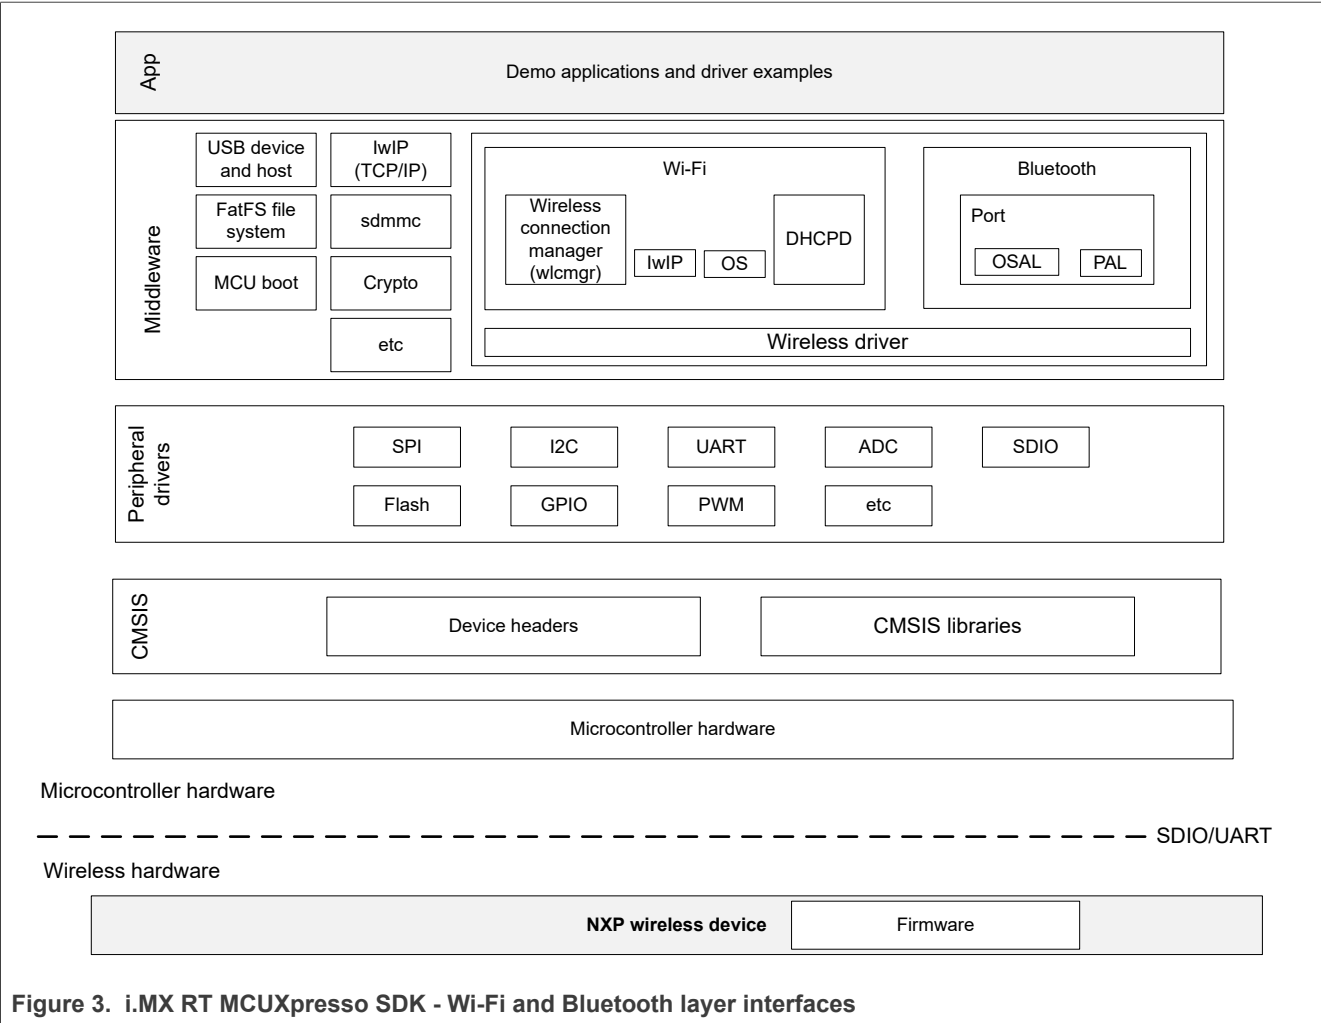 App
Demo applications and driver examples
Middleware
USB device
and host
IwIP
(TCP/IP)
FatFS file
system
sdmmc
MCU boot
Crypto
etc
Wi-Fi
Wireless
connection
manager
(wlcmgr)
IwIP
OS
DHCPD
Bluetooth
Port
OSAL
PAL
Wireless driver
Peripheral
drivers
SPI
I2C
UART
ADC
SDIO
Flash
GPIO
PWM
etc
CMSIS
Device headers
CMSIS libraries
Microcontroller hardware
Microcontroller hardware
SDIO/UART
Wireless hardware
NXP wireless device
Firmware
Figure 3. i.MX RT MCUXpresso SDK - Wi-Fi and Bluetooth layer interfaces